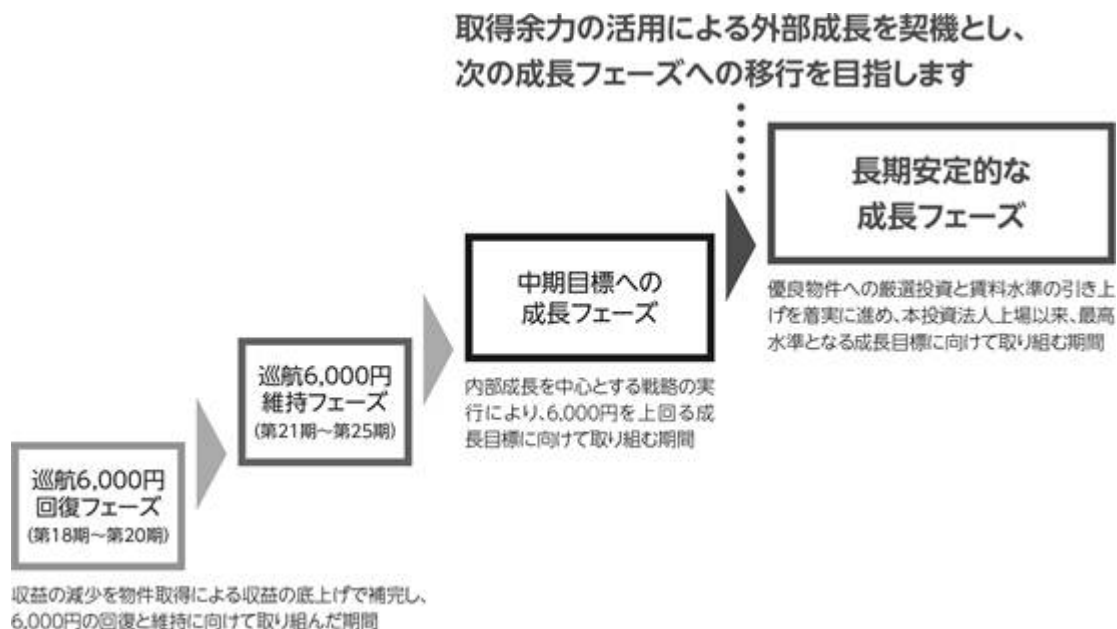 取得余力の活用による外部成長を契機とし、
次の成長フェーズへの移行を目指します
長期安定的な
成長フェーズ
優良物件への厳選投資と賃料水準の引き上
げを着実に進め、本投資法人上場以来、最高
水準となる成長目標に向けて取り組む期間
中期目標への
成長フェーズ
内部成長を中心とする戦略の実
行により、6,000円を上回る成
長目標に向けて取り組む期間
巡航6,000円
維持フェーズ
(第21期～第25期)
巡航6,000円
回復フェーズ
(第18期～第20期)
収益の減少を物件取得による収益の底上げで補完し、
6,000円の回復と維持に向けて取り組んだ期間